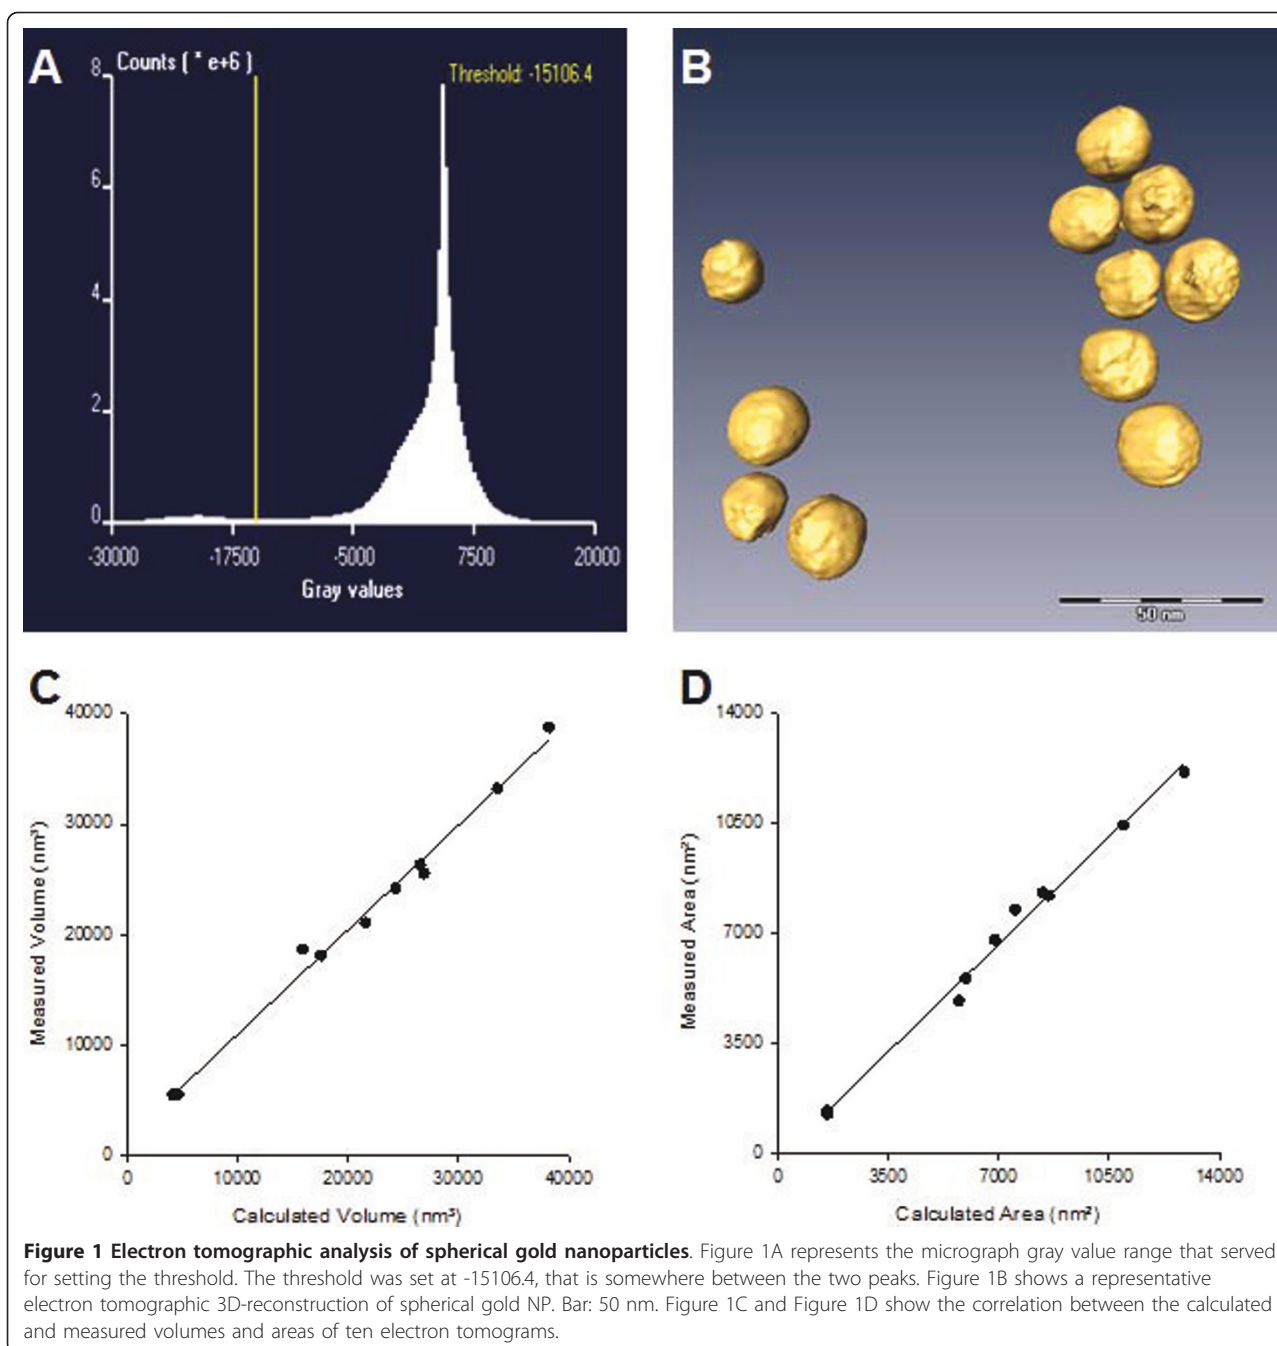 A
Counts ( * e+6 )
Threshold: -15106.4
8
6
4
2
0
-30000 -17500 -5000 7500 20000
Gray values
B
50 nm
C
40000
30000
20000
10000
0
Measured Volume (nm³)
0 10000 20000 30000 40000
Calculated Volume (nm³)
D
14000
10500
7000
3500
0
Measured Area (nm²)
0 3500 7000 10500 14000
Calculated Area (nm²)
Figure 1 Electron tomographic analysis of spherical gold nanoparticles. Figure 1A represents the micrograph gray value range that served
for setting the threshold. The threshold was set at -15106.4, that is somewhere between the two peaks. Figure 1B shows a representative
electron tomographic 3D-reconstruction of spherical gold NP. Bar: 50 nm. Figure 1C and Figure 1D show the correlation between the calculated
and measured volumes and areas of ten electron tomograms.